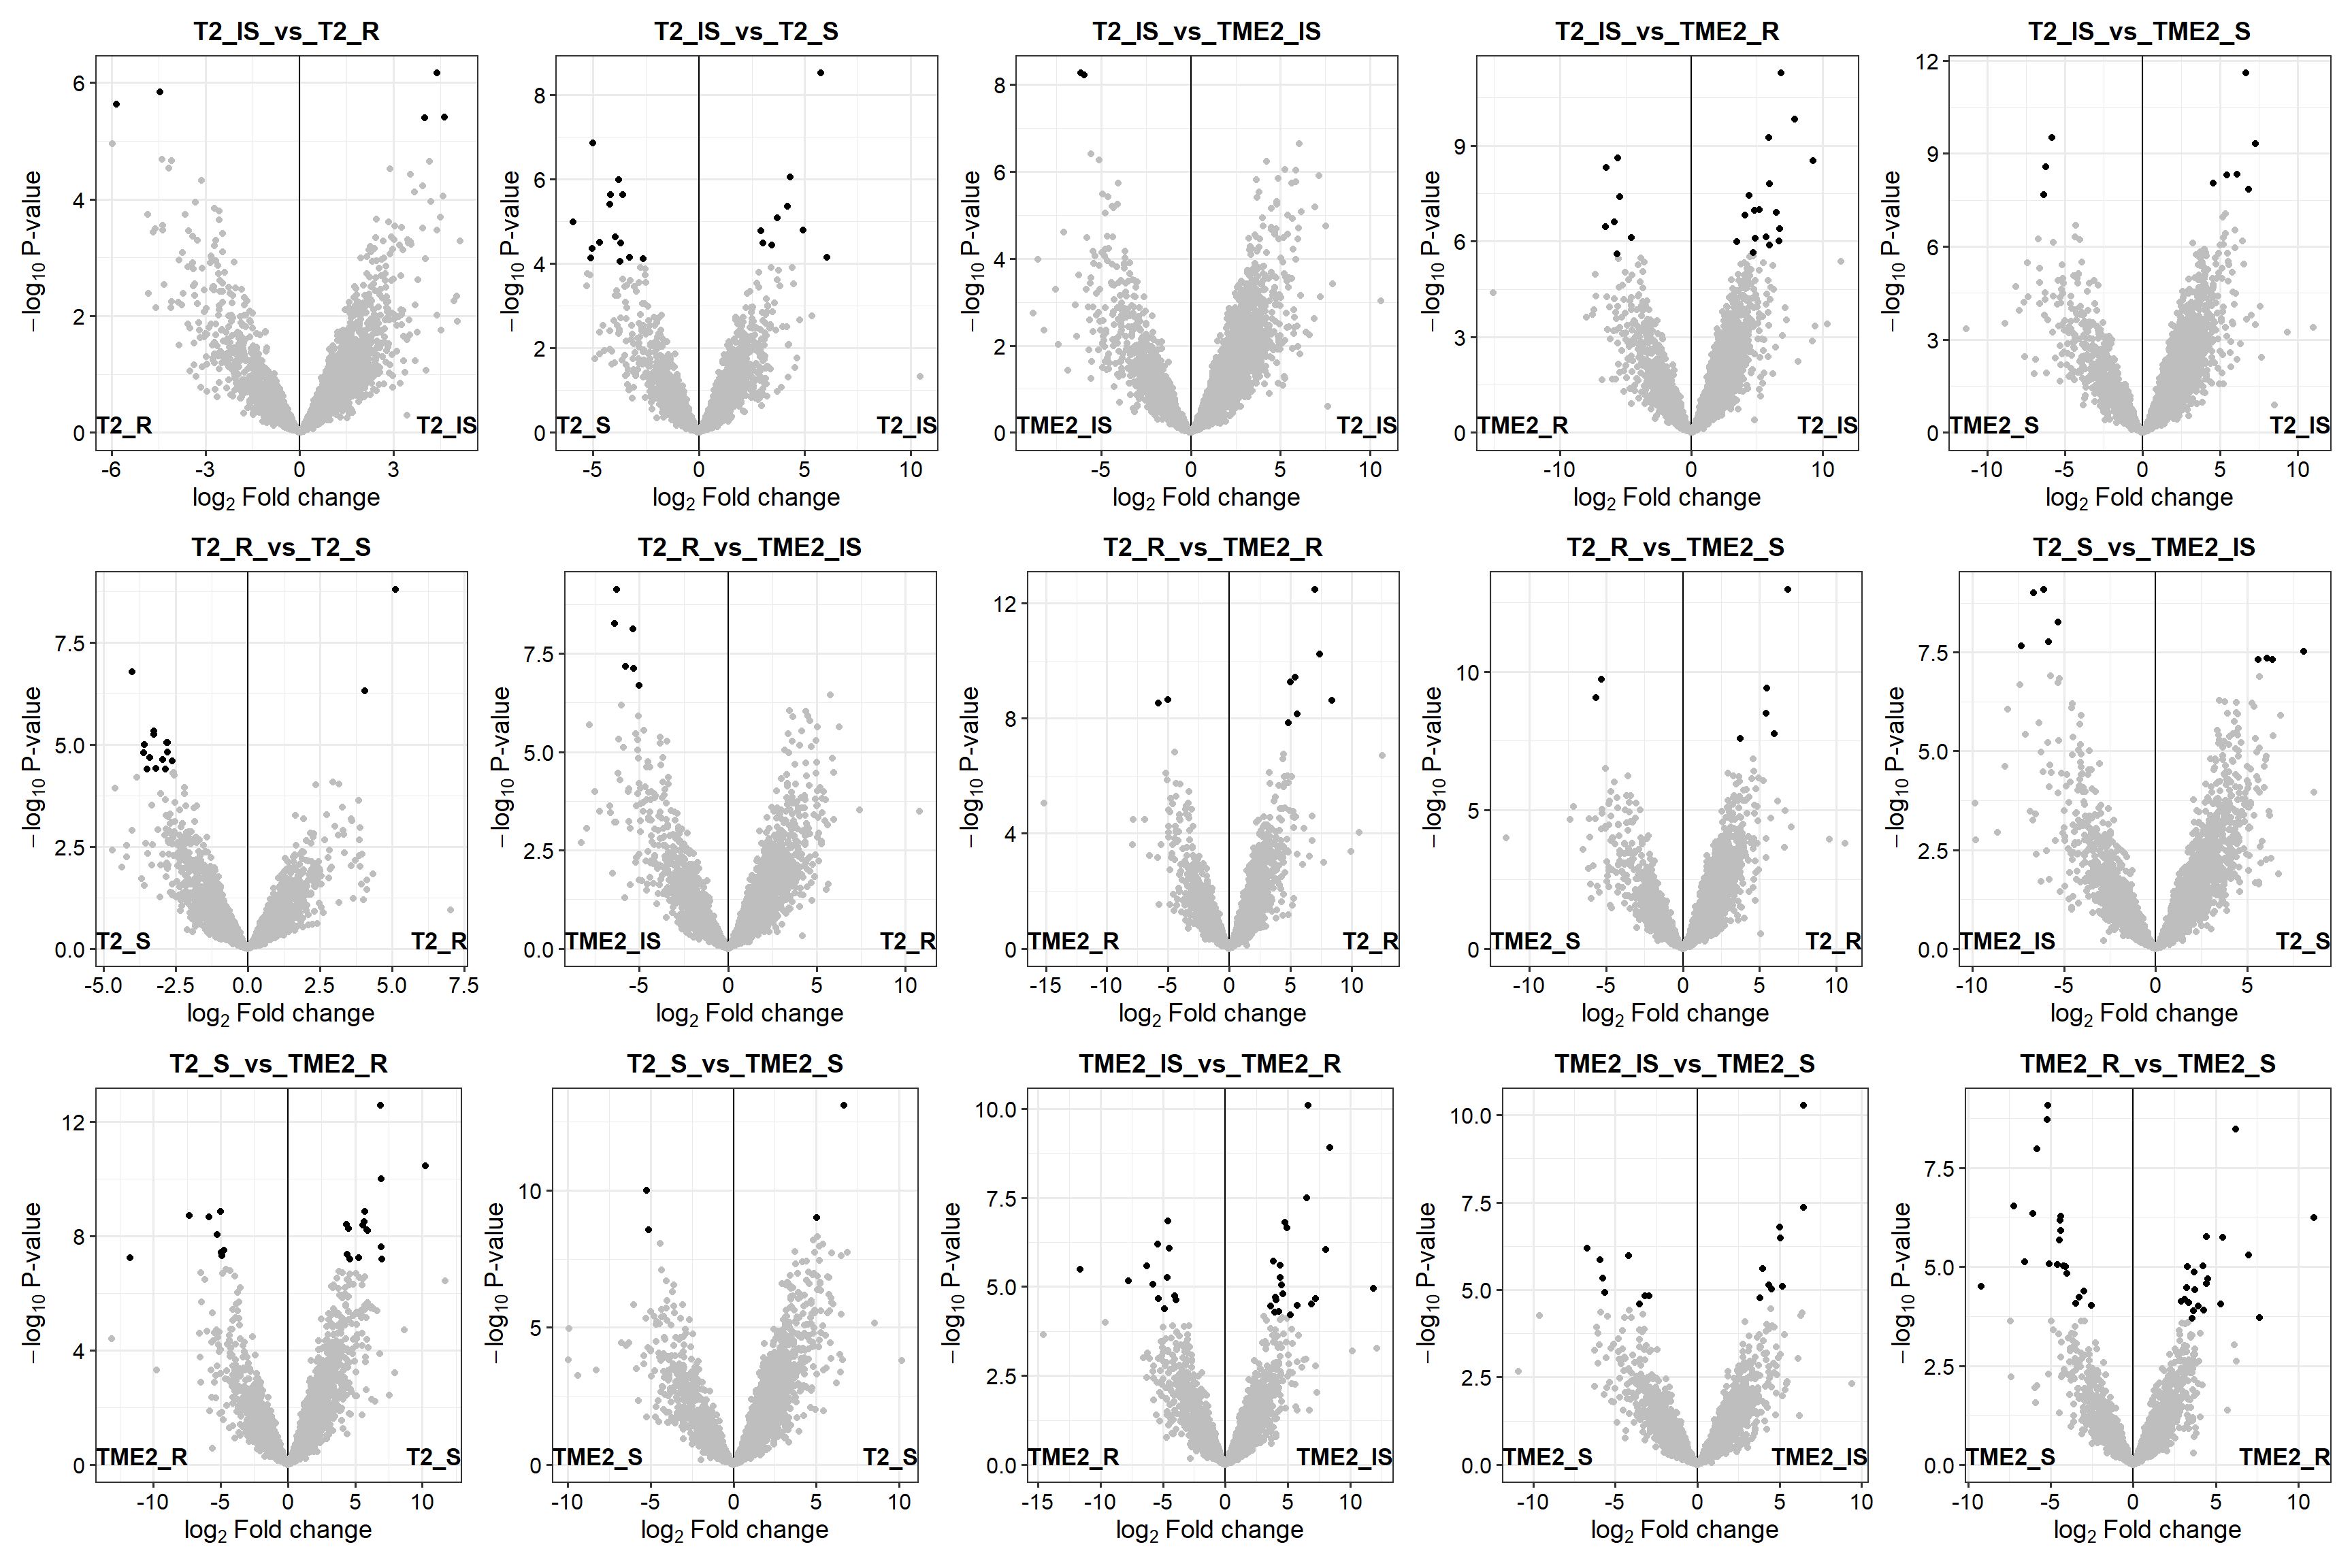 T2_IS_vs_T2_R T2_IS_vs_T2_S T2_IS_vs_TME2_IS T2_IS_vs_TME2_R T2_IS_vs_TME2_S
6 4 2 0
8 6 4 2 0
8 6 4 2 0
9 6 3 0
12 9 6 3 0
−log10 P-value −log10 P-value −log10 P-value −log10 P-value −log10 P-value
T2_R T2_IS T2_S T2_IS TME2_IS T2_IS TME2_R T2_IS TME2_S T2_IS
-6 -3 0 3 -5 0 5 10 -5 0 5 10 -10 0 10 -10 -5 0 5 10
log2 Fold change log2 Fold change log2 Fold change log2 Fold change log2 Fold change
T2_R_vs_T2_S T2_R_vs_TME2_IS T2_R_vs_TME2_R T2_R_vs_TME2_S T2_S_vs_TME2_IS
7.5 5.0 2.5 0.0
7.5 5.0 2.5 0.0
12 8 4 0
10 5 0
7.5 5.0 2.5 0.0
−log10 P-value −log10 P-value −log10 P-value −log10 P-value −log10 P-value
T2_S T2_R TME2_IS T2_R TME2_R T2_R TME2_S T2_R TME2_IS T2_S
-5.0 -2.5 0.0 2.5 5.0 7.5 -5 0 5 10 -15 -10 -5 0 5 10 -10 -5 0 5 10 -10 -5 0 5
log2 Fold change log2 Fold change log2 Fold change log2 Fold change log2 Fold change
T2_S_vs_TME2_R T2_S_vs_TME2_S TME2_IS_vs_TME2_R TME2_IS_vs_TME2_S TME2_R_vs_TME2_S
12 8 4 0
10 5 0
10.0 7.5 5.0 2.5 0.0
10.0 7.5 5.0 2.5 0.0
7.5 5.0 2.5 0.0
−log10 P-value −log10 P-value −log10 P-value −log10 P-value −log10 P-value
TME2_R T2_S TME2_S T2_S TME2_R TME2_IS TME2_S TME2_IS TME2_S TME2_R
-10 -5 0 5 10 -10 -5 0 5 10 -15 -10 -5 0 5 10 -10 -5 0 5 10 -10 -5 0 5 10
log2 Fold change log2 Fold change log2 Fold change log2 Fold change log2 Fold change